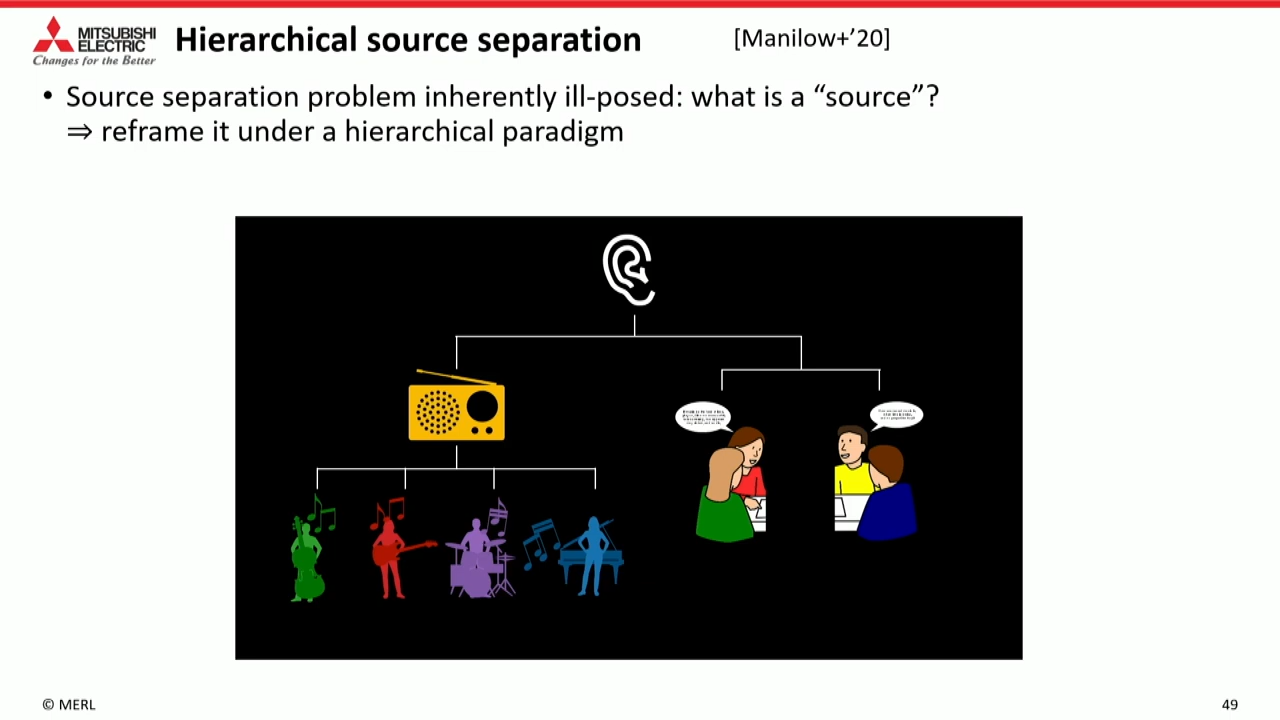 MITSUBISHI
ELECTRIC
Changes for the Better
Hierarchical source separation
[Manilow+’20]
• Source separation problem inherently ill-posed: what is a “source”?
⇒ reframe it under a hierarchical paradigm
© MERL
49